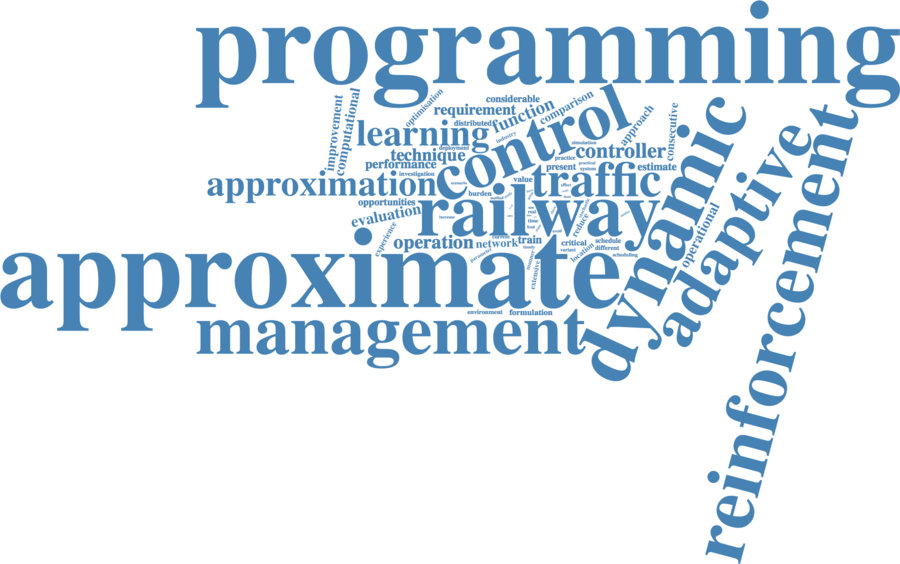 programming
improvement
computational
optimisation
considerable
requirement
distributed
function
comparison
industry
control
approach
consecutive
learning
deployment
technique
performance
investigation
simulation
practice
controller
practical
system
present
estimate
approximation
traffic
value
burden
opportunities
evaluation
railway
dynamic
adaptive
reinforcement
experience
operation
network
train
critical
variant
schedule
different
scheduling
location
reduce
operational
extensive
approximate
environment
formulation
management